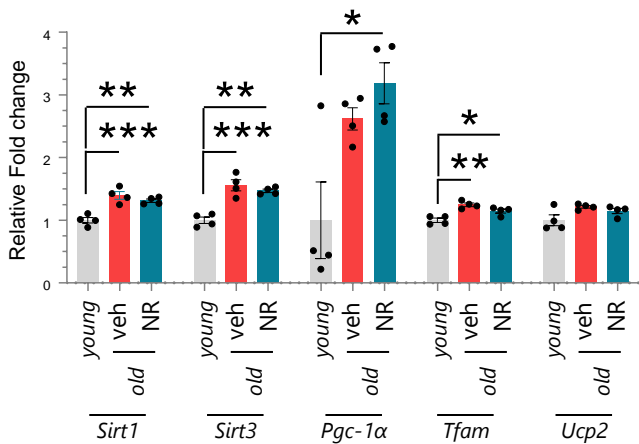 Relative Fold change
4
3
2
1
0
** ** * *
*** *** **
young veh NR young veh NR young veh NR young veh NR young veh NR
old old old old old
Sirt1 Sirt3 Pgc-1α Tfam Ucp2